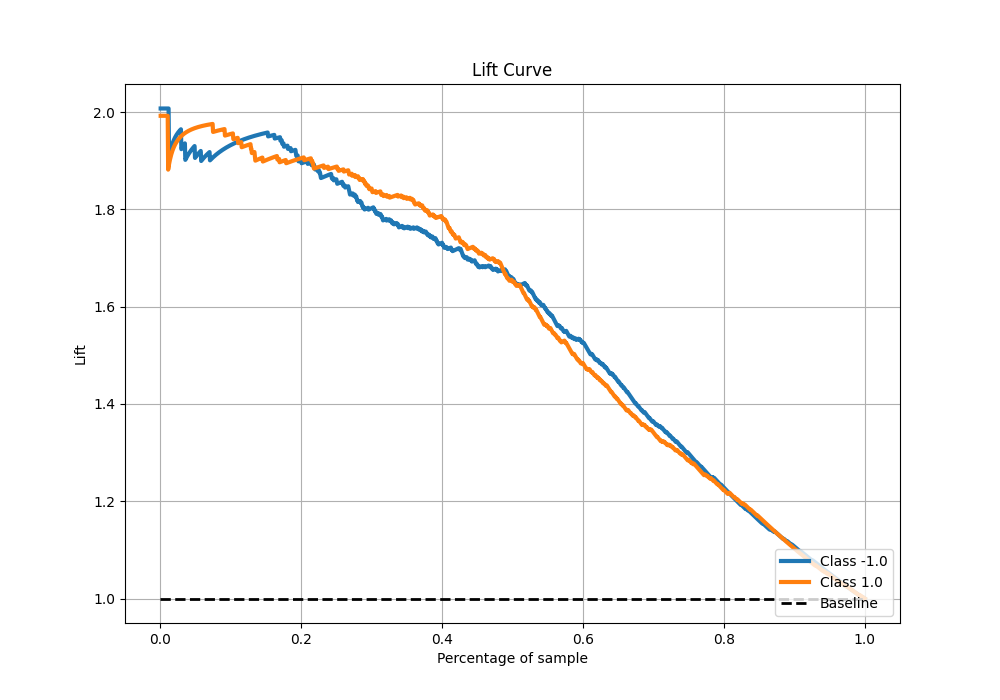 Lift Curve
2.0
1.8
1.6
1.4
1.2
1.0
Lift
Class -1.0
Class 1.0
Baseline
0.0 0.2 0.4 0.6 0.8 1.0
Percentage of sample